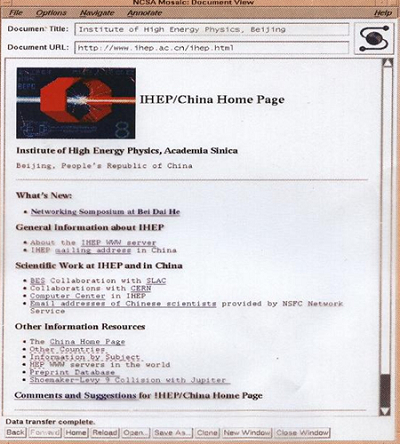 NCSA Mosaic: Document View
File Options Navigate Annotate Help
Document Title: Institute of High Energy Physics, Beijing
Document URL: http://www.ihep.ac.cn/ihep.html
IHEP/China Home Page
8
Institute of High Energy Physics, Academia Sinica
Beijing, People's Republic of China
What's New:
Networking Somposium at Bei Dai He
General Information about IHEP
About the IHEP WWW server
IHEP mailing address in China
Scientific Work at IHEP and in China
BES Collaboration with SLAC
Collaborations with CERN
Computer Center in IHEP
Email addresses of Chinese scientists provided by NSFC Network
Service
Other Information Resources
The China Home Page
Other Countries
Information by Subject.
HEP WWW servers in the world
Preprint Database
Shoemaker-Levy 9 Collision with Jupiter
Comments and Suggestions for IHEP/China Home Page
Data transfer complete.
Back Forward Home Reload Open... Save As... Clone New Window Close Window